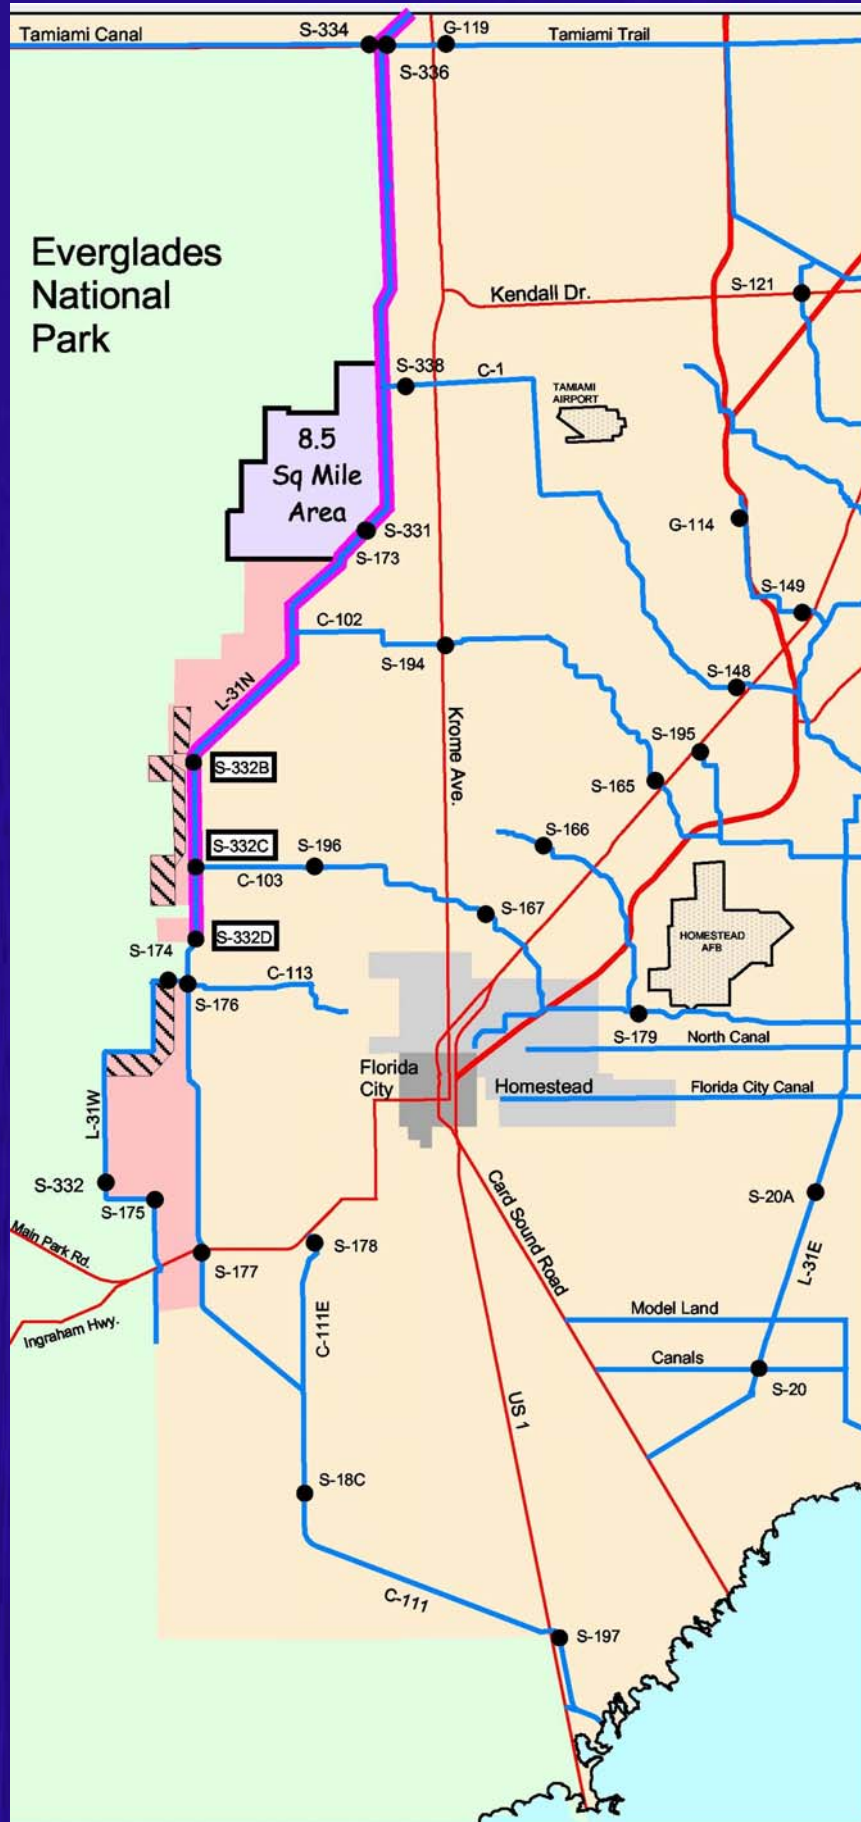 Tamiami Canal
S-334
G-119
Tamiami Trail
S-336
Everglades
National
Park
S-121
Kendall Dr.
S-338
C-1
TAMIAMI
AIRPORT
8.5
Sq Mile
Area
S-331
S-173
G-114
S-149
C-102
S-194
S-148
L-31N
Krome Ave.
S-195
S-332B
S-165
S-332C
S-196
S-166
C-103
S-167
S-332D
HOMESTEAD
AFB
S-174
C-113
S-176
S-179
North Canal
Florida
City
Homestead
Florida City Canal
L-31W
S-332
S-175
Card Sound Road
S-20A
Main Park Rd.
S-178
S-177
L-31E
Ingraham Hwy.
C-111E
Model Land
Canals
S-20
US 1
S-18C
C-111
S-197